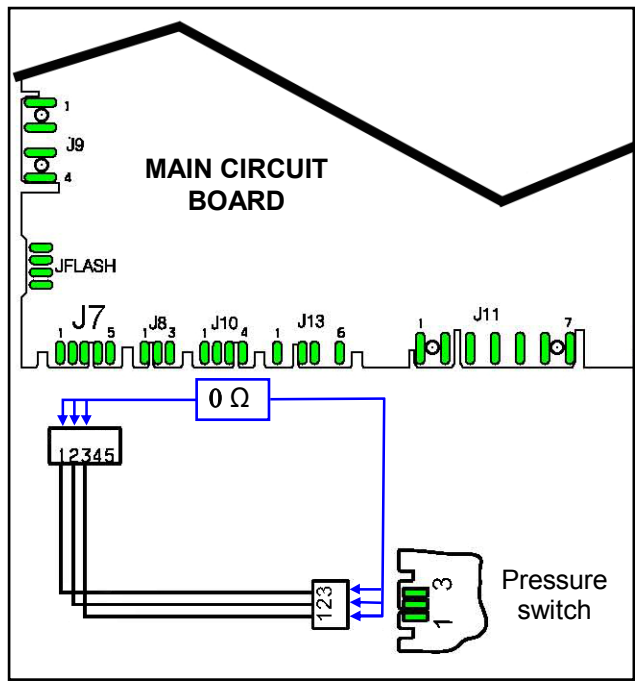 1
J9
4
MAIN CIRCUIT
BOARD
JFLASH
J7
1 5
J8
1 3
J10
1 4
J13
1 6
J11
1 7
0 Ω
12345
123
3
1
Pressure
switch